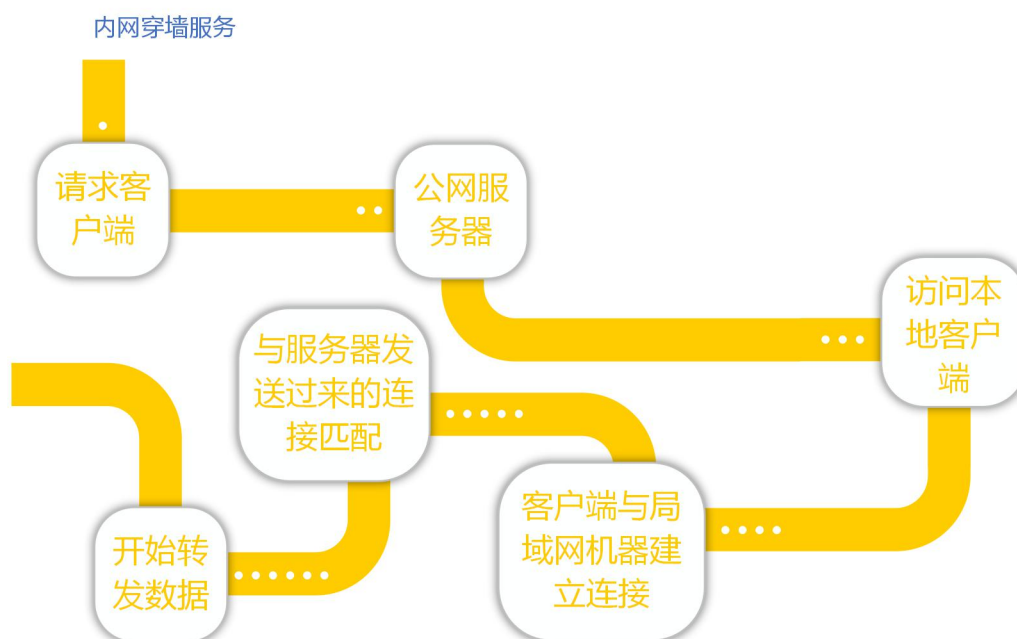 内网穿墙服务
请求客
户端
公网服
务器
访问本
地客户
端
客户端与局
域网机器建
立连接
与服务器发
送过来的连
接匹配
开始转
发数据